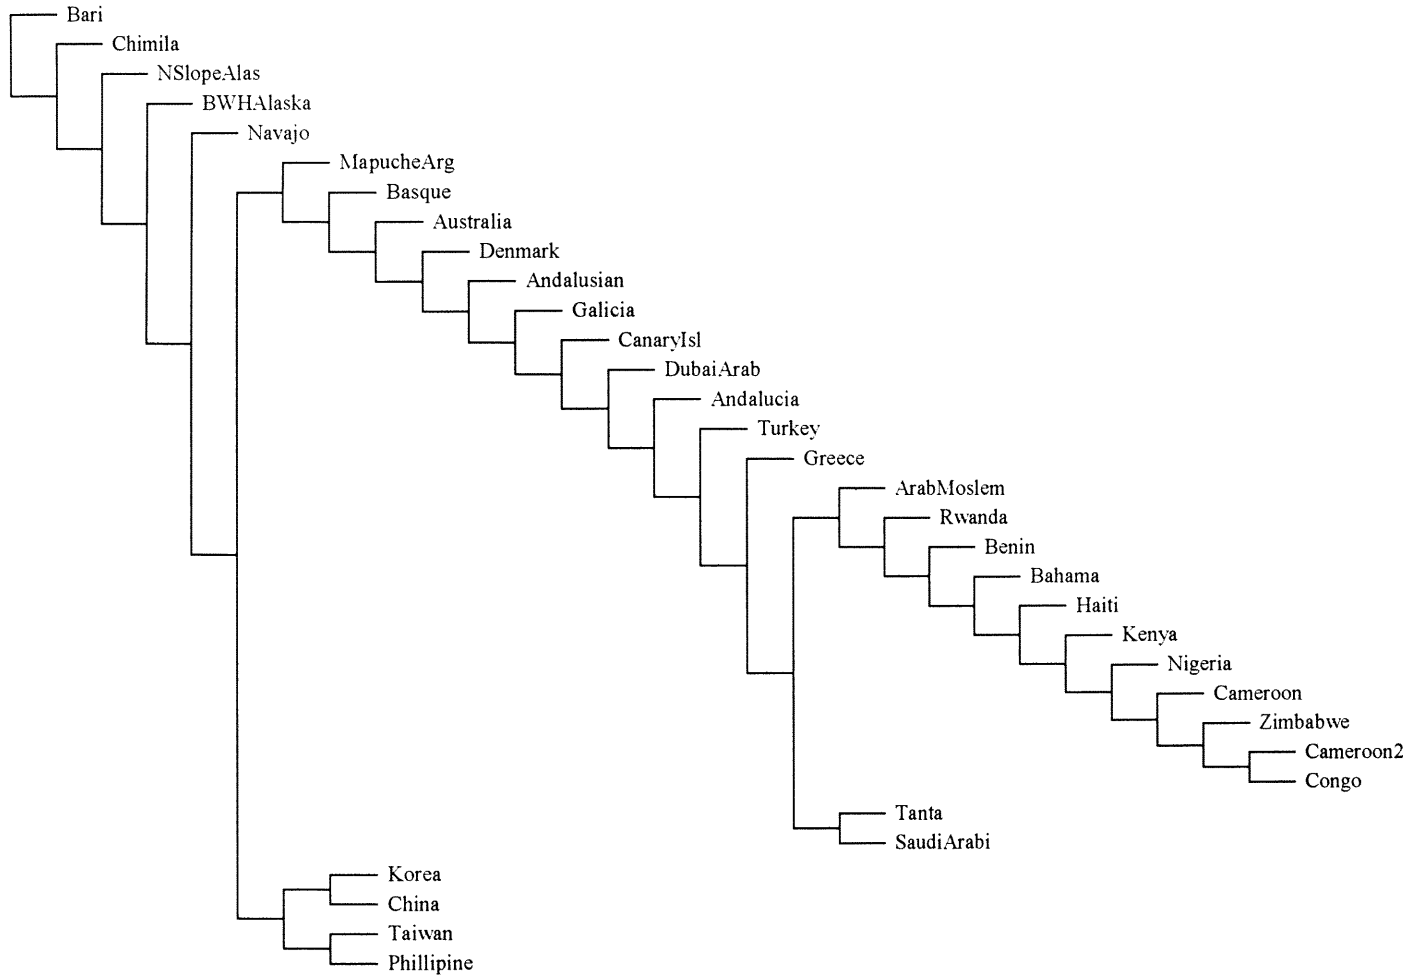 Bari
Chimila
NSlopeAlas
BWHAlaska
Navajo
MapucheArg
Basque
Australia
Denmark
Andalusian
Galicia
CanaryIsl
DubaiArab
Andalucia
Turkey
Greece
ArabMoslem
Rwanda
Benin
Bahama
Haiti
Kenya
Nigeria
Cameroon
Zimbabwe
Cameroon2
Congo
Tanta
SaudiArabi
Korea
China
Taiwan
Phillipine